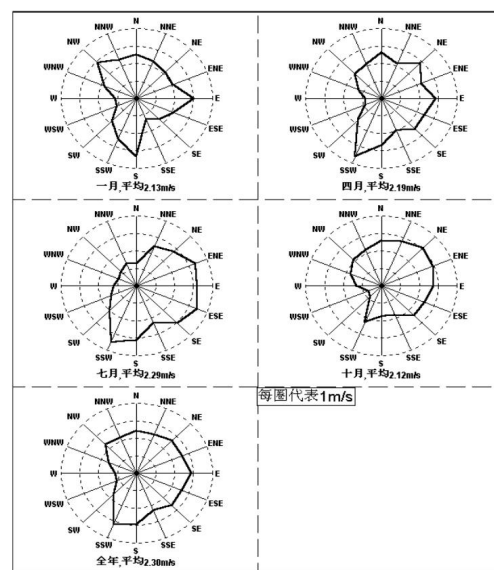 N
NNW NNE
NW NE
WNW ENE
W E
WSW ESE
SW SE
SSW SSE
S
一月,平均2.13m/s
N
NNW NNE
NW NE
WNW ENE
W E
WSW ESE
SW SE
SSW SSE
S
四月,平均2.19m/s
N
NNW NNE
NW NE
WNW ENE
W E
WSW ESE
SW SE
SSW SSE
S
七月,平均2.29m/s
N
NNW NNE
NW NE
WNW ENE
W E
WSW ESE
SW SE
SSW SSE
S
十月,平均2.12m/s
每圈代表1m/s
N
NNW NNE
NW NE
WNW ENE
W E
WSW ESE
SW SE
SSW SSE
S
全年,平均2.30m/s